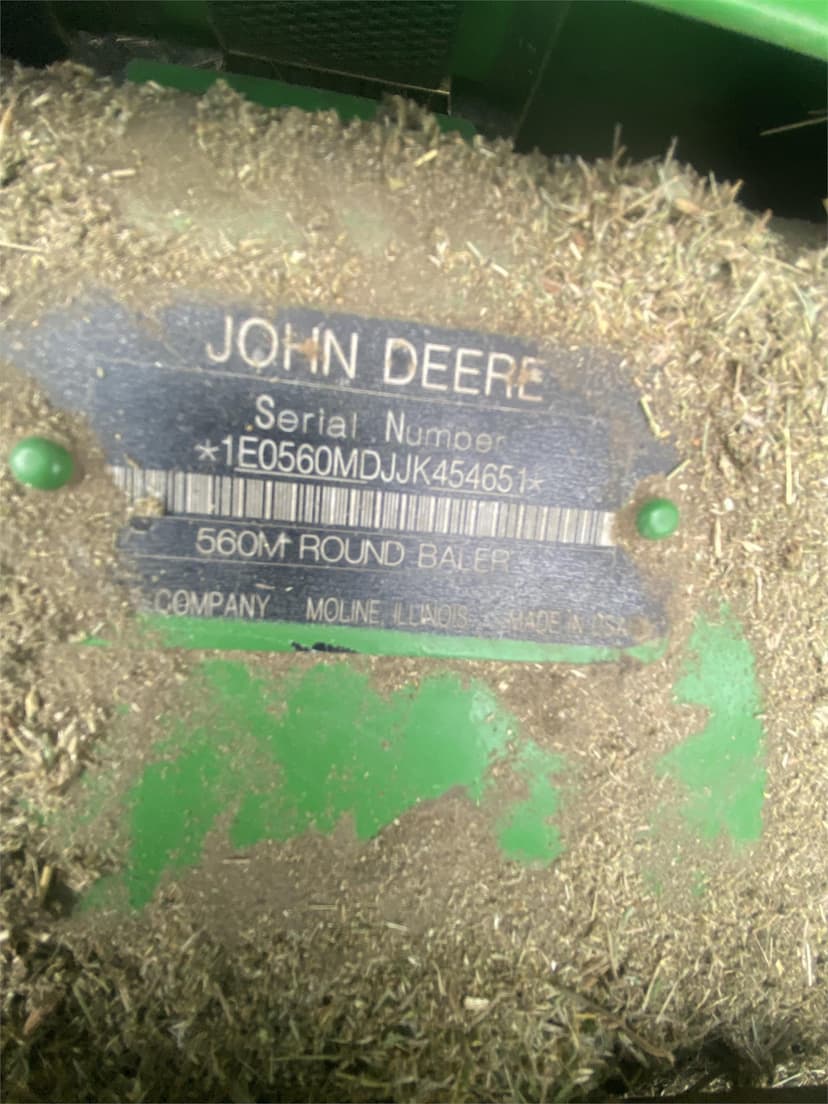 JOHN DEERE
Serial Number
*1E0560MDJJK454651*
560M ROUND BALER
COMPANY MOLINE, ILLINOIS MADE IN USA